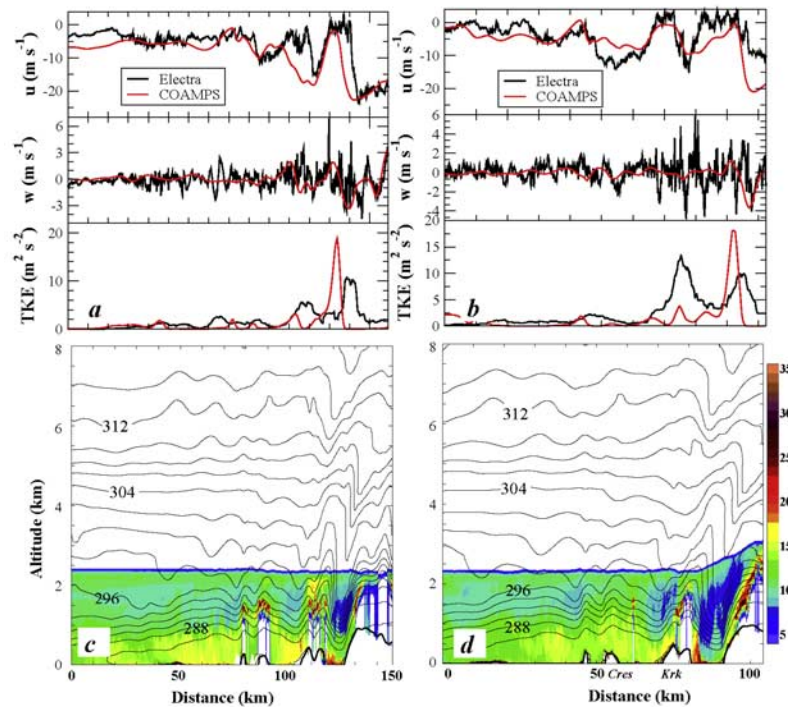 0
-10
-20
u (m s⁻¹)
Electra
COAMPS
6
3
0
-3
w (m s⁻¹)
20
10
0
TKE (m² s⁻²)
a
0
-10
-20
u (m s⁻¹)
Electra
COAMPS
6
4
2
0
-2
-4
w (m s⁻¹)
20
15
10
5
0
TKE (m² s⁻²)
b
8
6
4
2
0
Altitude (km)
312
304
296
288
c
0
50
100
150
Distance (km)
8
6
4
2
0
312
304
296
288
d
0
50
Cres
Krk
100
Distance (km)
35
30
25
20
15
10
5